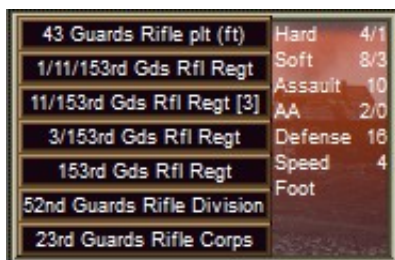 43 Guards Rifle plt (ft)
1/11/153rd Gds Rfl Regt
11/153rd Gds Rfl Regt [3]
3/153rd Gds Rfl Regt
153rd Gds Rfl Regt
52nd Guards Rifle Division
23rd Guards Rifle Corps
Hard 4/1
Soft 8/3
Assault 10
AA 2/0
Defense 16
Speed 4
Foot